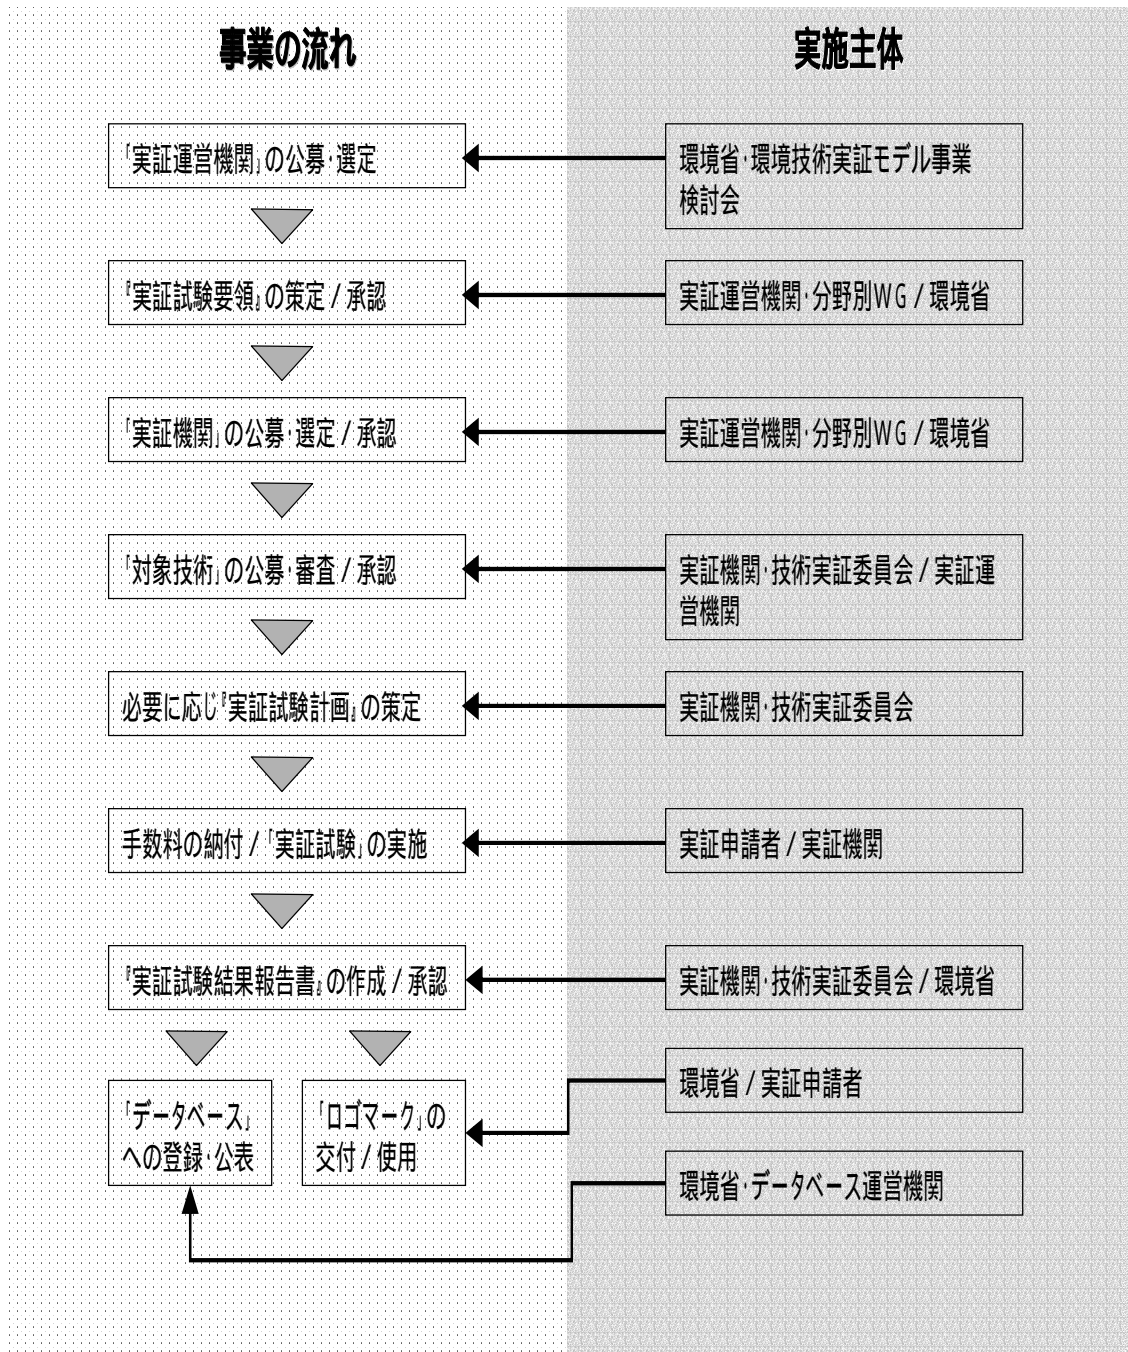 事業の流れ
実施主体
「実証運営機関」の公募・選定
環境省・環境技術実証モデル事業
検討会
『実証試験要領』の策定 / 承認
実証運営機関・分野別WG / 環境省
「実証機関」の公募・選定 / 承認
実証運営機関・分野別WG / 環境省
「対象技術」の公募・審査 / 承認
実証機関・技術実証委員会 / 実証運
営機関
必要に応じ『実証試験計画』の策定
実証機関・技術実証委員会
手数料の納付 / 「実証試験」の実施
実証申請者 / 実証機関
『実証試験結果報告書』の作成 / 承認
実証機関・技術実証委員会 / 環境省
「データベース」
への登録・公表
「ロゴマーク」の
交付 / 使用
環境省 / 実証申請者
環境省・データベース運営機関